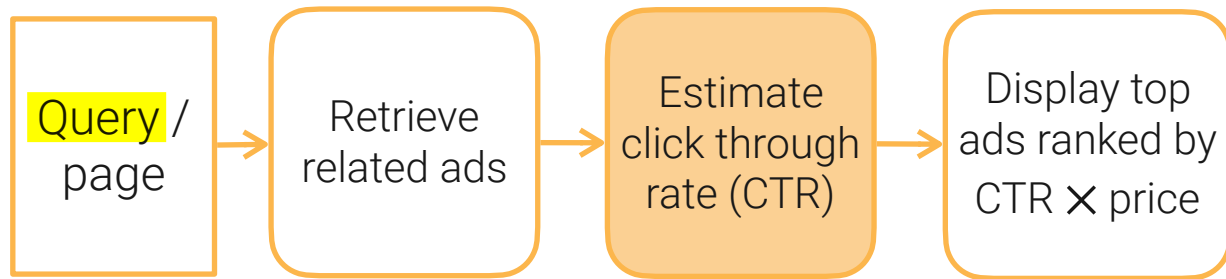 Query /
page
Retrieve
related ads
Estimate
click through
rate (CTR)
Display top
ads ranked by
CTR × price